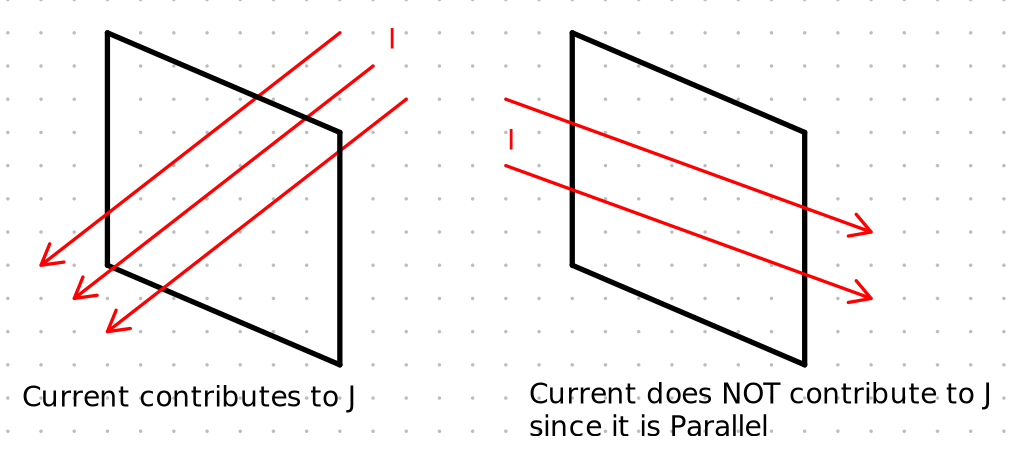 I
I
Current contributes to J
Current does NOT contribute to J
since it is Parallel